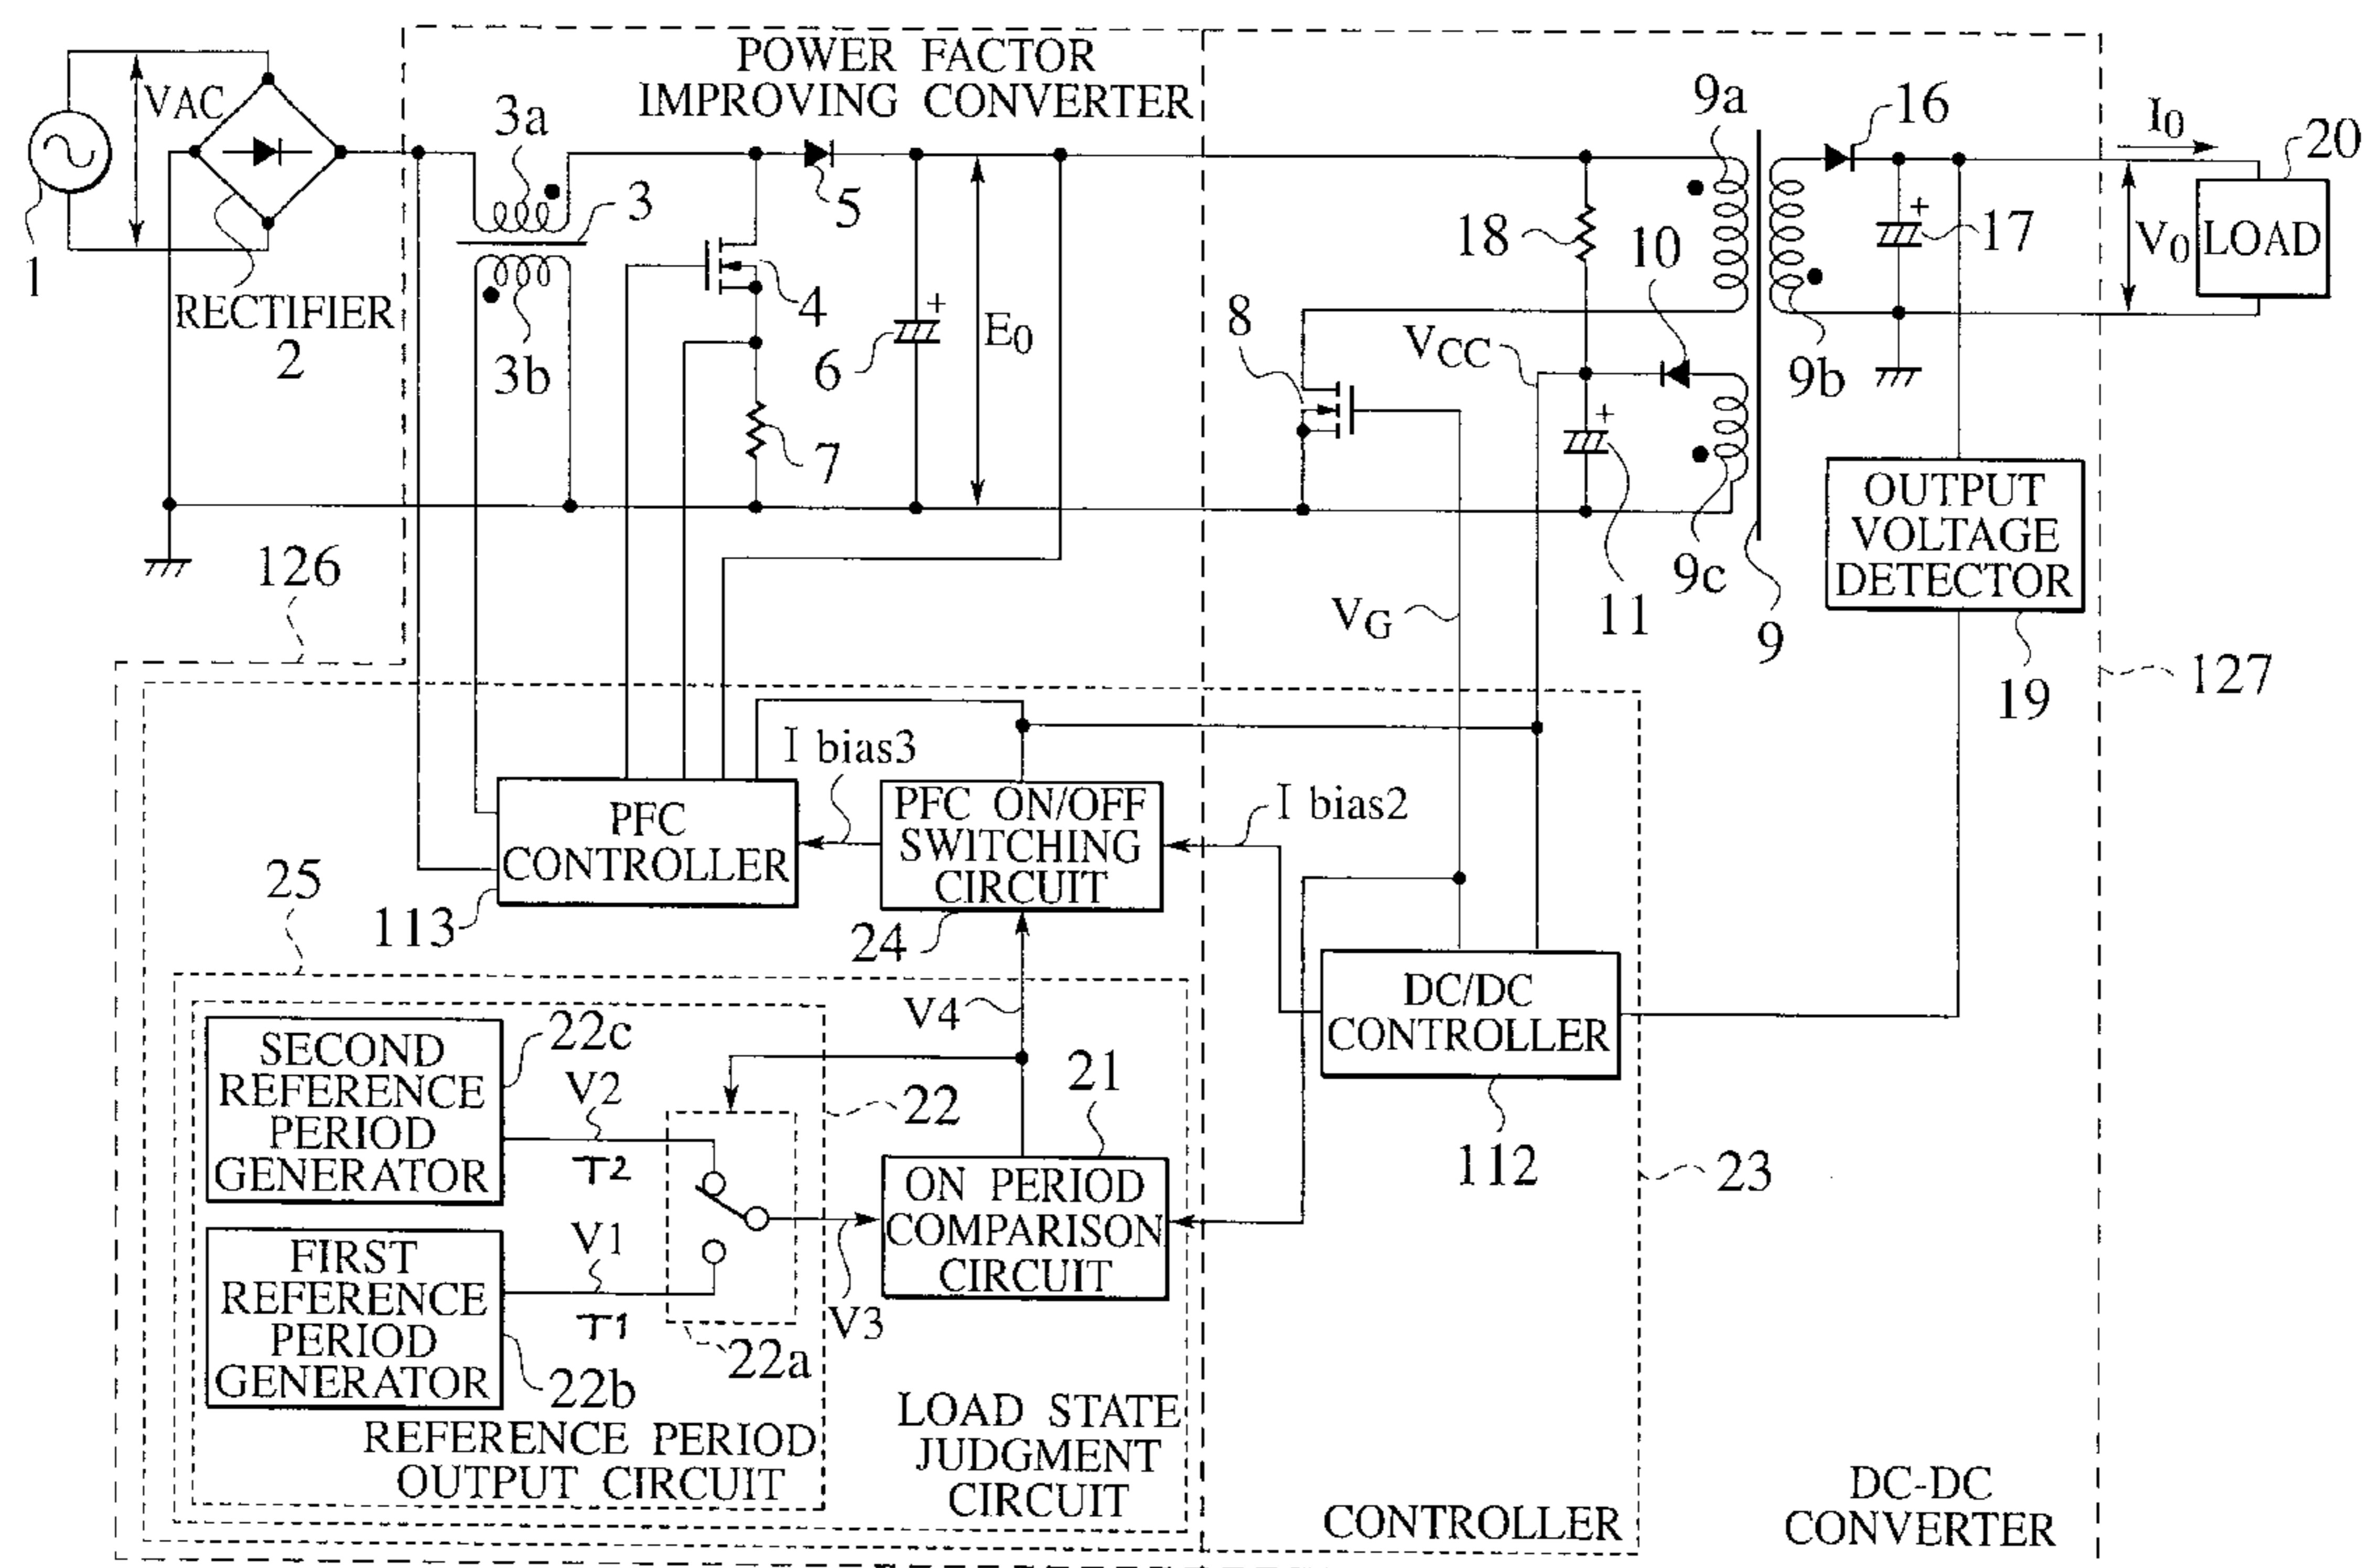 POWER FACTOR
IMPROVING CONVERTER
VAC
1
RECTIFIER
2
3a
3
3b
4
5
6
7
E0
+
8
VCC
18
10
9a
9b
9c
9
11
+
16
17
+
I0
V0
20
LOAD
OUTPUT
VOLTAGE
DETECTOR
19
127
126
VG
I bias3
I bias2
PFC
CONTROLLER
113
PFC ON/OFF
SWITCHING
CIRCUIT
24
25
V4
DC/DC
CONTROLLER
112
23
SECOND
REFERENCE
PERIOD
GENERATOR
22c
V2
T2
22
21
ON PERIOD
COMPARISON
CIRCUIT
FIRST
REFERENCE
PERIOD
GENERATOR
22b
V1
T1
22a
V3
REFERENCE PERIOD
OUTPUT CIRCUIT
LOAD STATE
JUDGMENT
CIRCUIT
CONTROLLER
DC-DC
CONVERTER